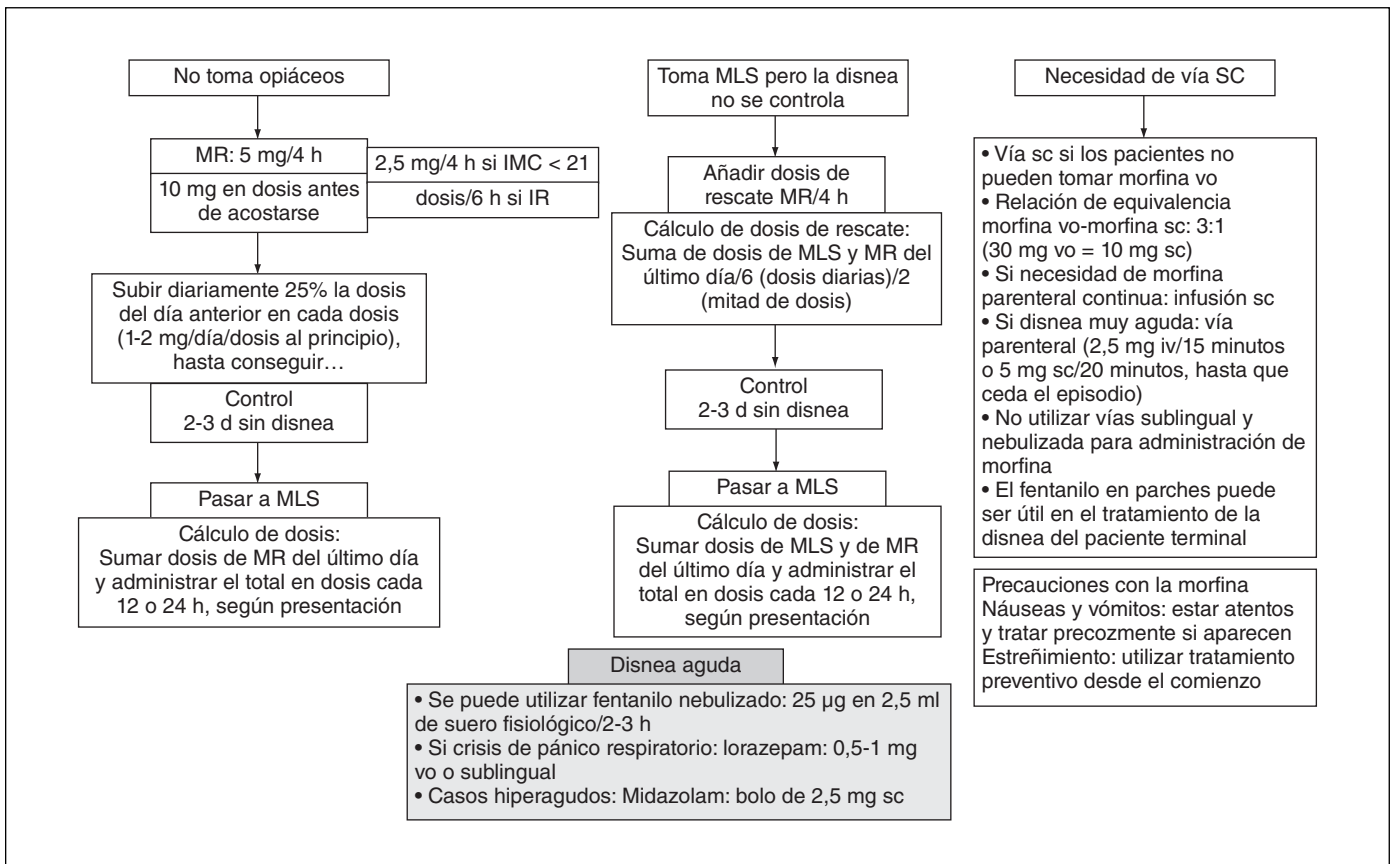 No toma opiáceos
MR: 5 mg/4 h
10 mg en dosis antes
de acostarse
2,5 mg/4 h si IMC < 21
dosis/6 h si IR
Subir diariamente 25% la dosis
del día anterior en cada dosis
(1-2 mg/día/dosis al principio),
hasta conseguir…
Control
2-3 d sin disnea
Pasar a MLS
Cálculo de dosis:
Sumar dosis de MR del último día
y administrar el total en dosis cada
12 o 24 h, según presentación
Toma MLS pero la disnea
no se controla
Añadir dosis de
rescate MR/4 h
Cálculo de dosis de rescate:
Suma de dosis de MLS y MR del
último día/6 (dosis diarias)/2
(mitad de dosis)
Control
2-3 d sin disnea
Pasar a MLS
Cálculo de dosis:
Sumar dosis de MLS y de MR
del último día y administrar el
total en dosis cada 12 o 24 h,
según presentación
Necesidad de vía SC
• Vía sc si los pacientes no
pueden tomar morfina vo
• Relación de equivalencia
morfina vo-morfina sc: 3:1
(30 mg vo = 10 mg sc)
• Si necesidad de morfina
parenteral continua: infusión sc
• Si disnea muy aguda: vía
parenteral (2,5 mg iv/15 minutos
o 5 mg sc/20 minutos, hasta que
ceda el episodio)
• No utilizar vías sublingual y
nebulizada para administración de
morfina
• El fentanilo en parches puede
ser útil en el tratamiento de la
disnea del paciente terminal
Precauciones con la morfina
Náuseas y vómitos: estar atentos
y tratar precozmente si aparecen
Estreñimiento: utilizar tratamiento
preventivo desde el comienzo
Disnea aguda
• Se puede utilizar fentanilo nebulizado: 25 µg en 2,5 ml
de suero fisiológico/2-3 h
• Si crisis de pánico respiratorio: lorazepam: 0,5-1 mg
vo o sublingual
• Casos hiperagudos: Midazolam: bolo de 2,5 mg sc